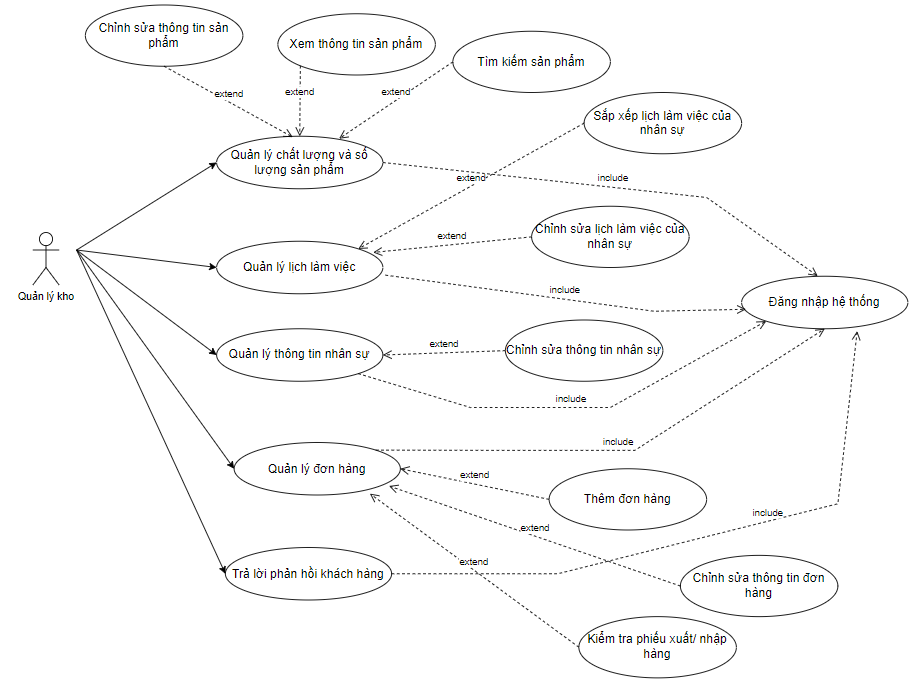 Chỉnh sửa thông tin sản
phẩm
Xem thông tin sản phẩm
Tìm kiếm sản phẩm
extend
extend
extend
Sắp xếp lịch làm việc của
nhân sự
Quản lý chất lượng và số
lượng sản phẩm
extend
include
Chỉnh sửa lịch làm việc của
nhân sự
extend
Quản lý lịch làm việc
include
Quản lý kho
Đăng nhập hệ thống
extend
Chỉnh sửa thông tin nhân sự
Quản lý thông tin nhân sự
include
include
Quản lý đơn hàng
extend
Thêm đơn hàng
include
extend
extend
Trả lời phản hồi khách hàng
Chỉnh sửa thông tin đơn
hàng
Kiểm tra phiếu xuất/ nhập
hàng